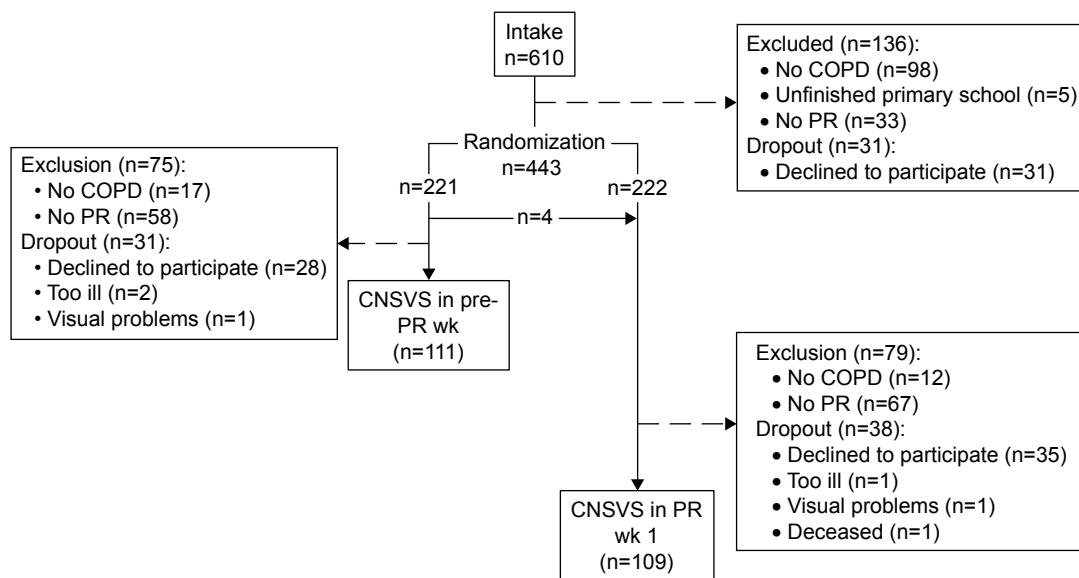 Intake
n=610
Excluded (n=136):
• No COPD (n=98)
• Unfinished primary school (n=5)
• No PR (n=33)
Dropout (n=31):
• Declined to participate (n=31)
Randomization
n=443
n=221
n=222
n=4
Exclusion (n=75):
• No COPD (n=17)
• No PR (n=58)
Dropout (n=31):
• Declined to participate (n=28)
• Too ill (n=2)
• Visual problems (n=1)
CNSVS in pre-
PR wk
(n=111)
Exclusion (n=79):
• No COPD (n=12)
• No PR (n=67)
Dropout (n=38):
• Declined to participate (n=35)
• Too ill (n=1)
• Visual problems (n=1)
• Deceased (n=1)
CNSVS in PR
wk 1
(n=109)